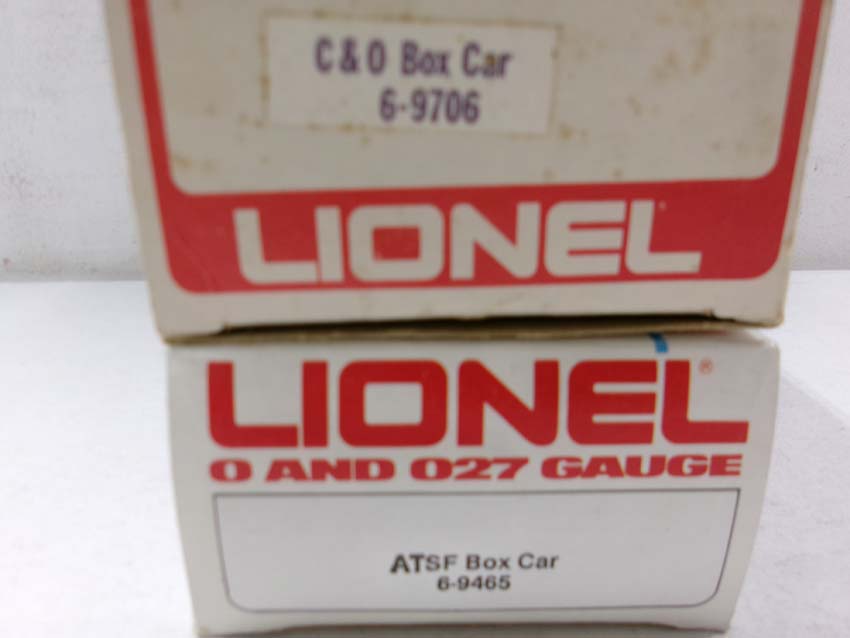 C & O Box Car
6-9706
LIONEL
LIONEL®
O AND O27 GAUGE
ATSF Box Car
6-9465